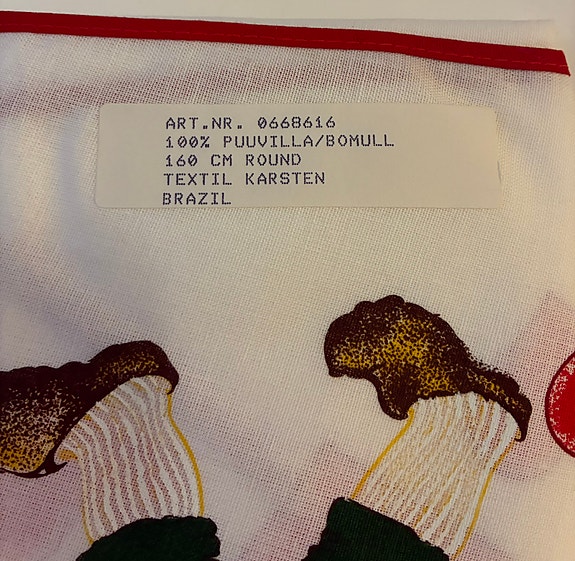 ART.NR. 0668616
100% PUUVILLA/BOMULL
160 CM ROUND
TEXTIL KARSTEN
BRAZIL